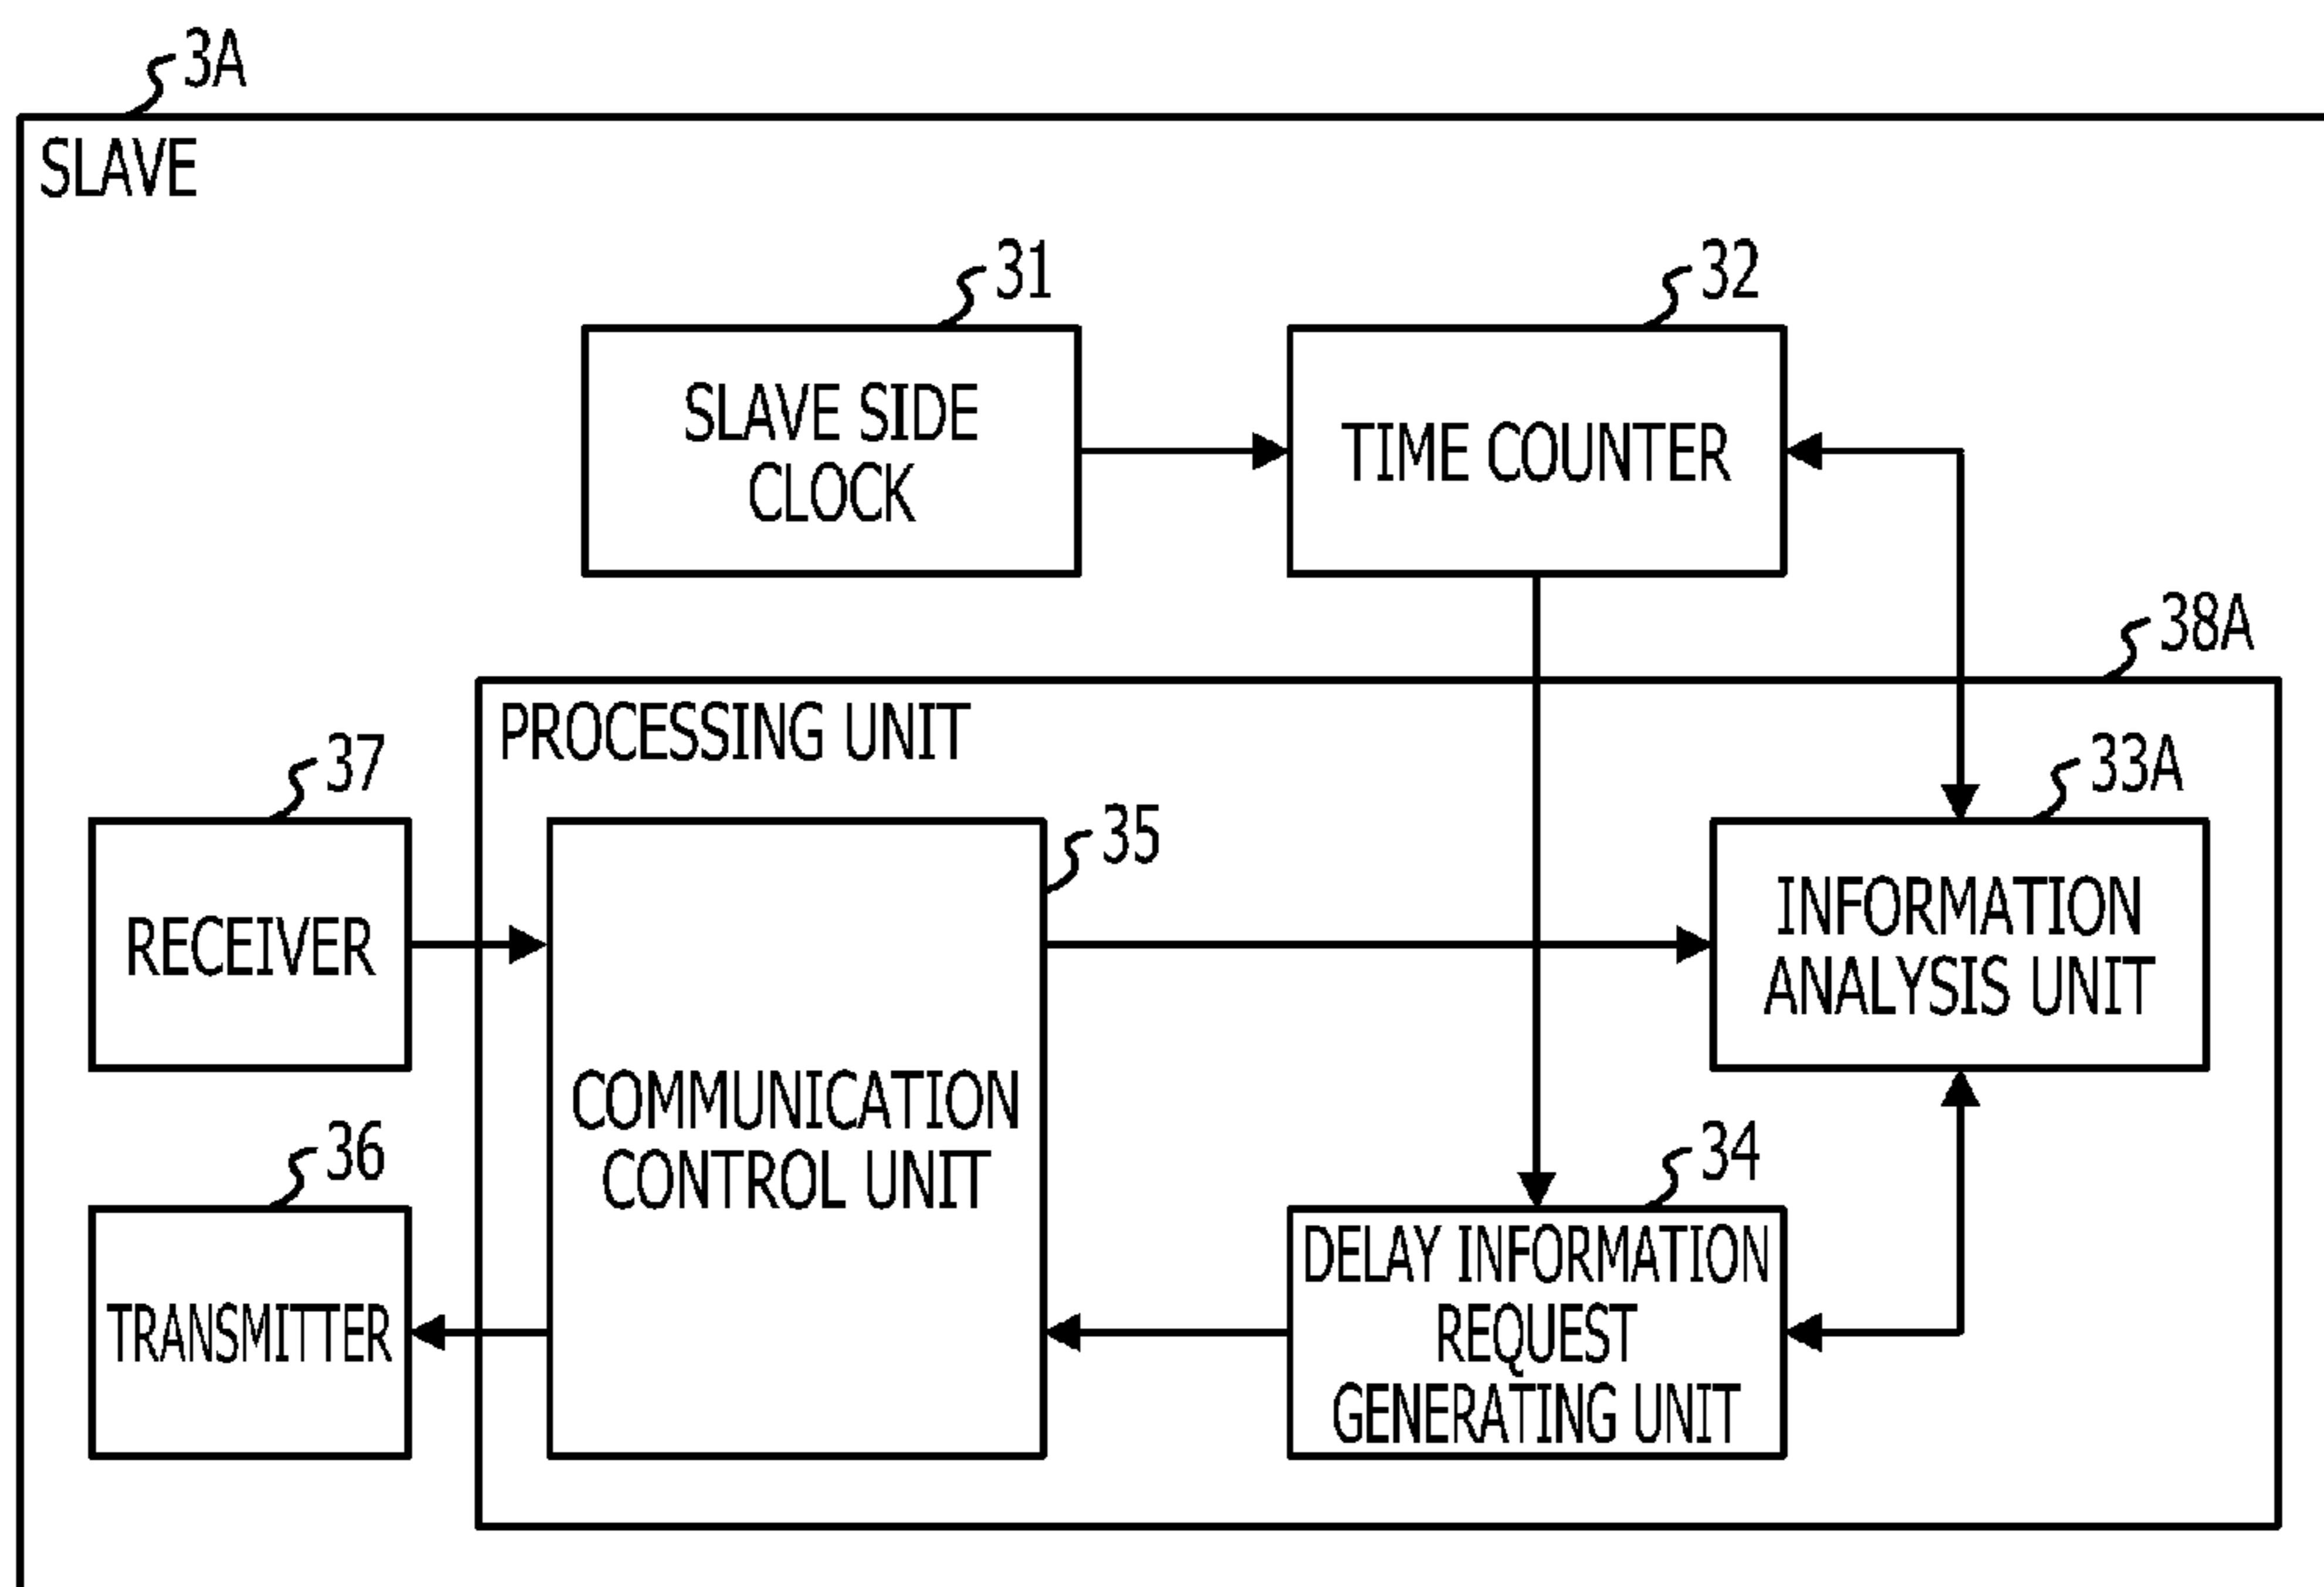 3A
SLAVE
31
32
SLAVE SIDE
CLOCK
TIME COUNTER
38A
PROCESSING UNIT
37
33A
35
RECEIVER
INFORMATION
ANALYSIS UNIT
COMMUNICATION
CONTROL UNIT
36
34
TRANSMITTER
DELAY INFORMATION
REQUEST
GENERATING UNIT